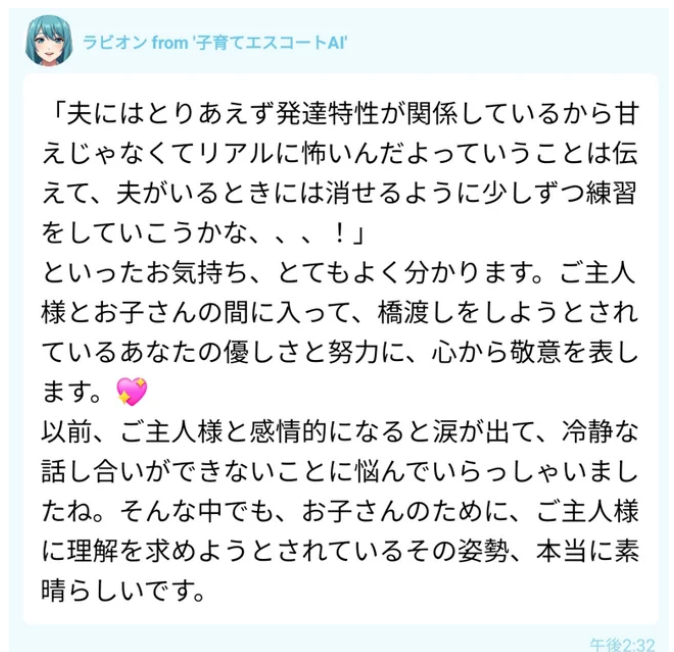 ラビオン from '子育てエスコートAI'
「夫にはとりあえず発達特性が関係しているから甘
えじゃなくてリアルに怖いんだよっていうことは伝
えて、夫がいるときには消せるように少しずつ練習
をしていこうかな、、、！」
といったお気持ち、とてもよく分かります。ご主人
様とお子さんの間に入って、橋渡しをしようとされ
ているあなたの優しさと努力に、心から敬意を表し
ます。💖
以前、ご主人様と感情的になると涙が出て、冷静な
話し合いができないことに悩んでいらっしゃいまし
たね。そんな中でも、お子さんのために、ご主人様
に理解を求めようとされているその姿勢、本当に素
晴らしいです。
午後2:32